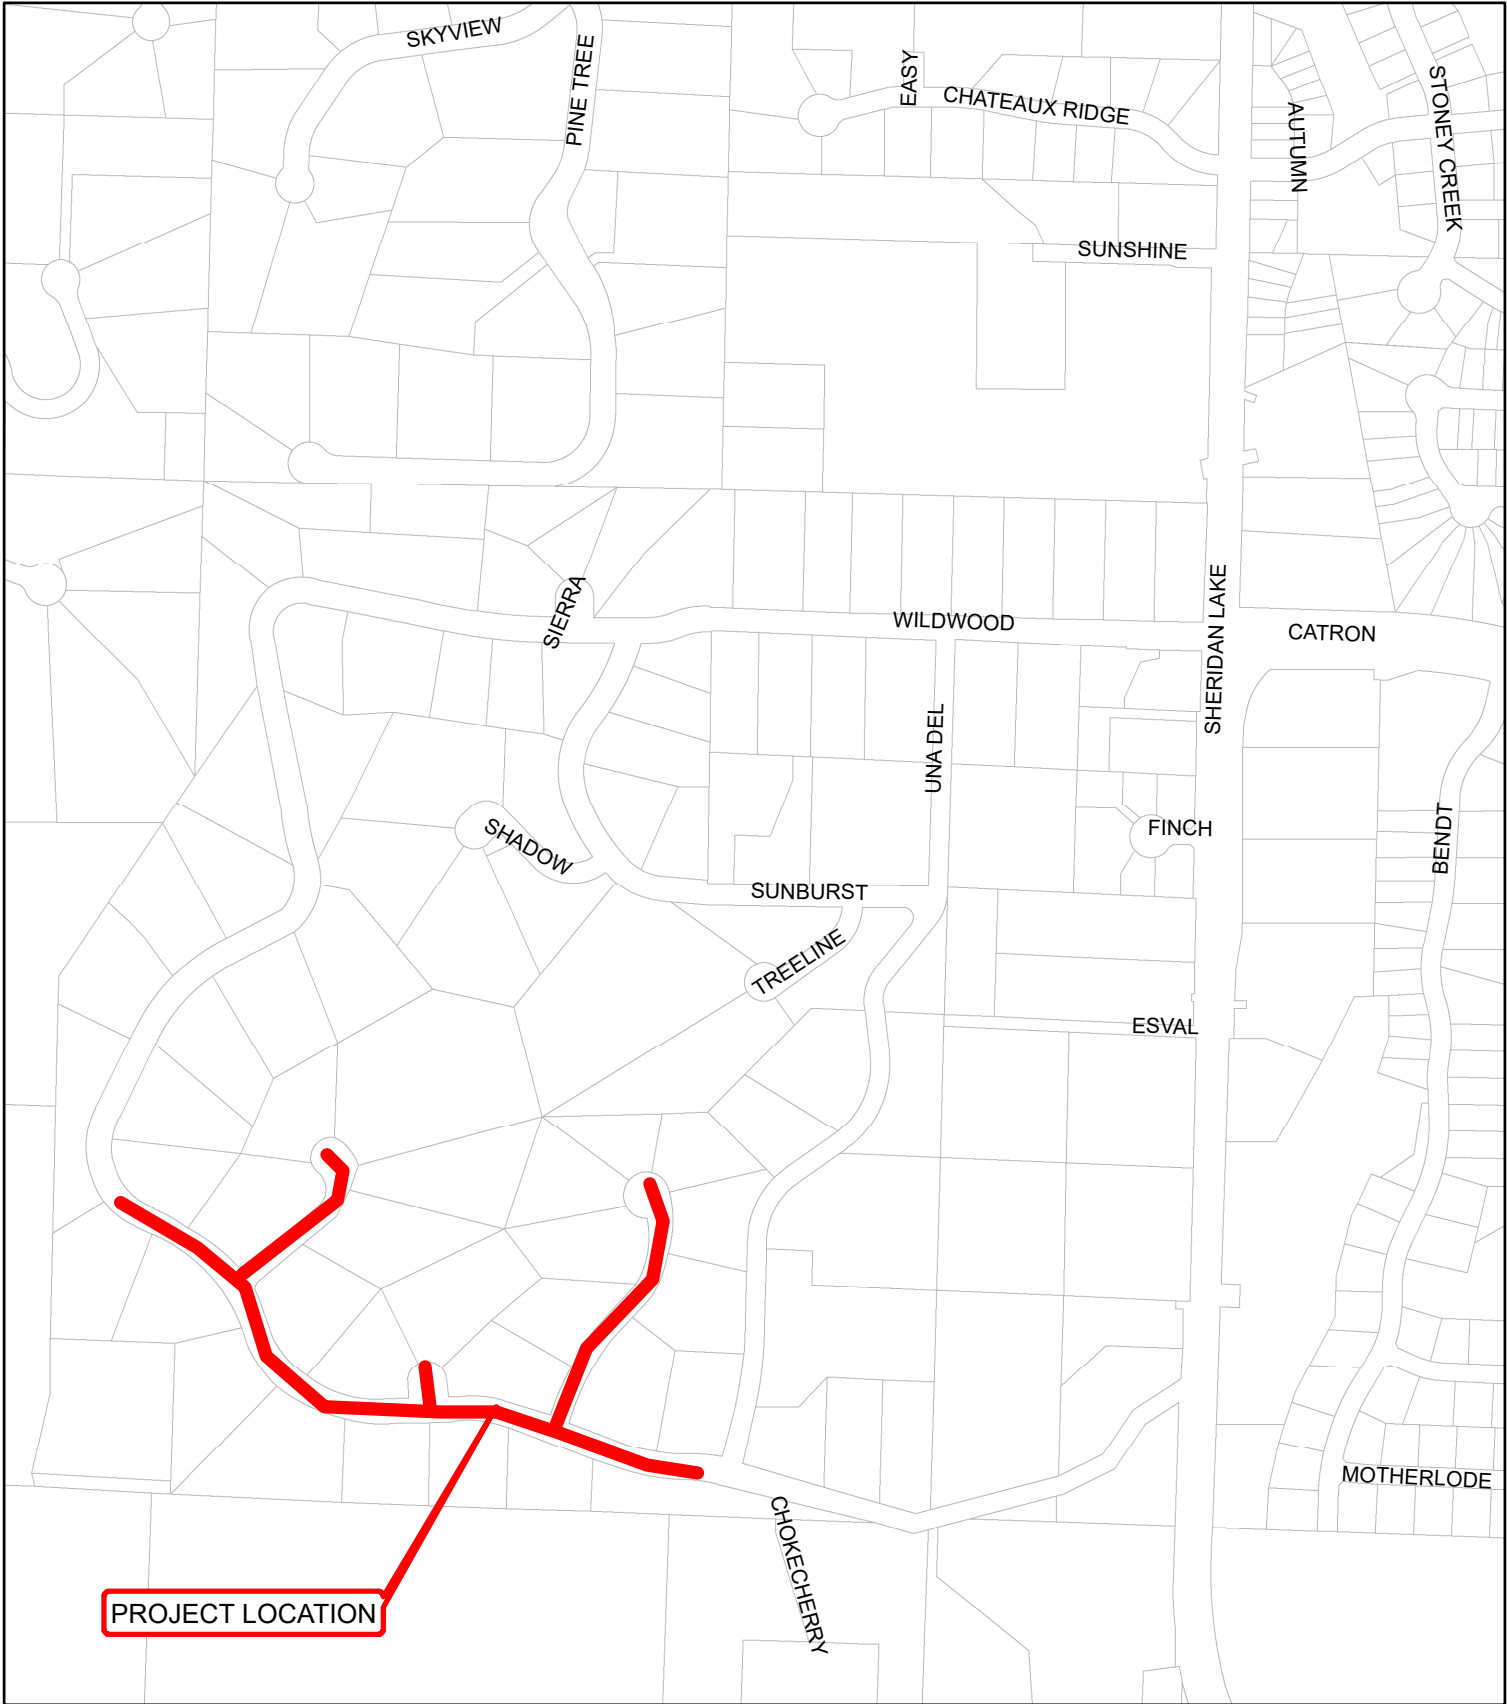 SKYVIEW
PINE TREE
EASY
CHATEAUX RIDGE
AUTUMN
STONEY CREEK
SUNSHINE
SIERRA
WILDWOOD
SHERIDAN LAKE
CATRON
UNA DEL
SHADOW
FINCH
BENDT
SUNBURST
TREELINE
ESVAL
MOTHERLODE
CHOKECHERRY
PROJECT LOCATION